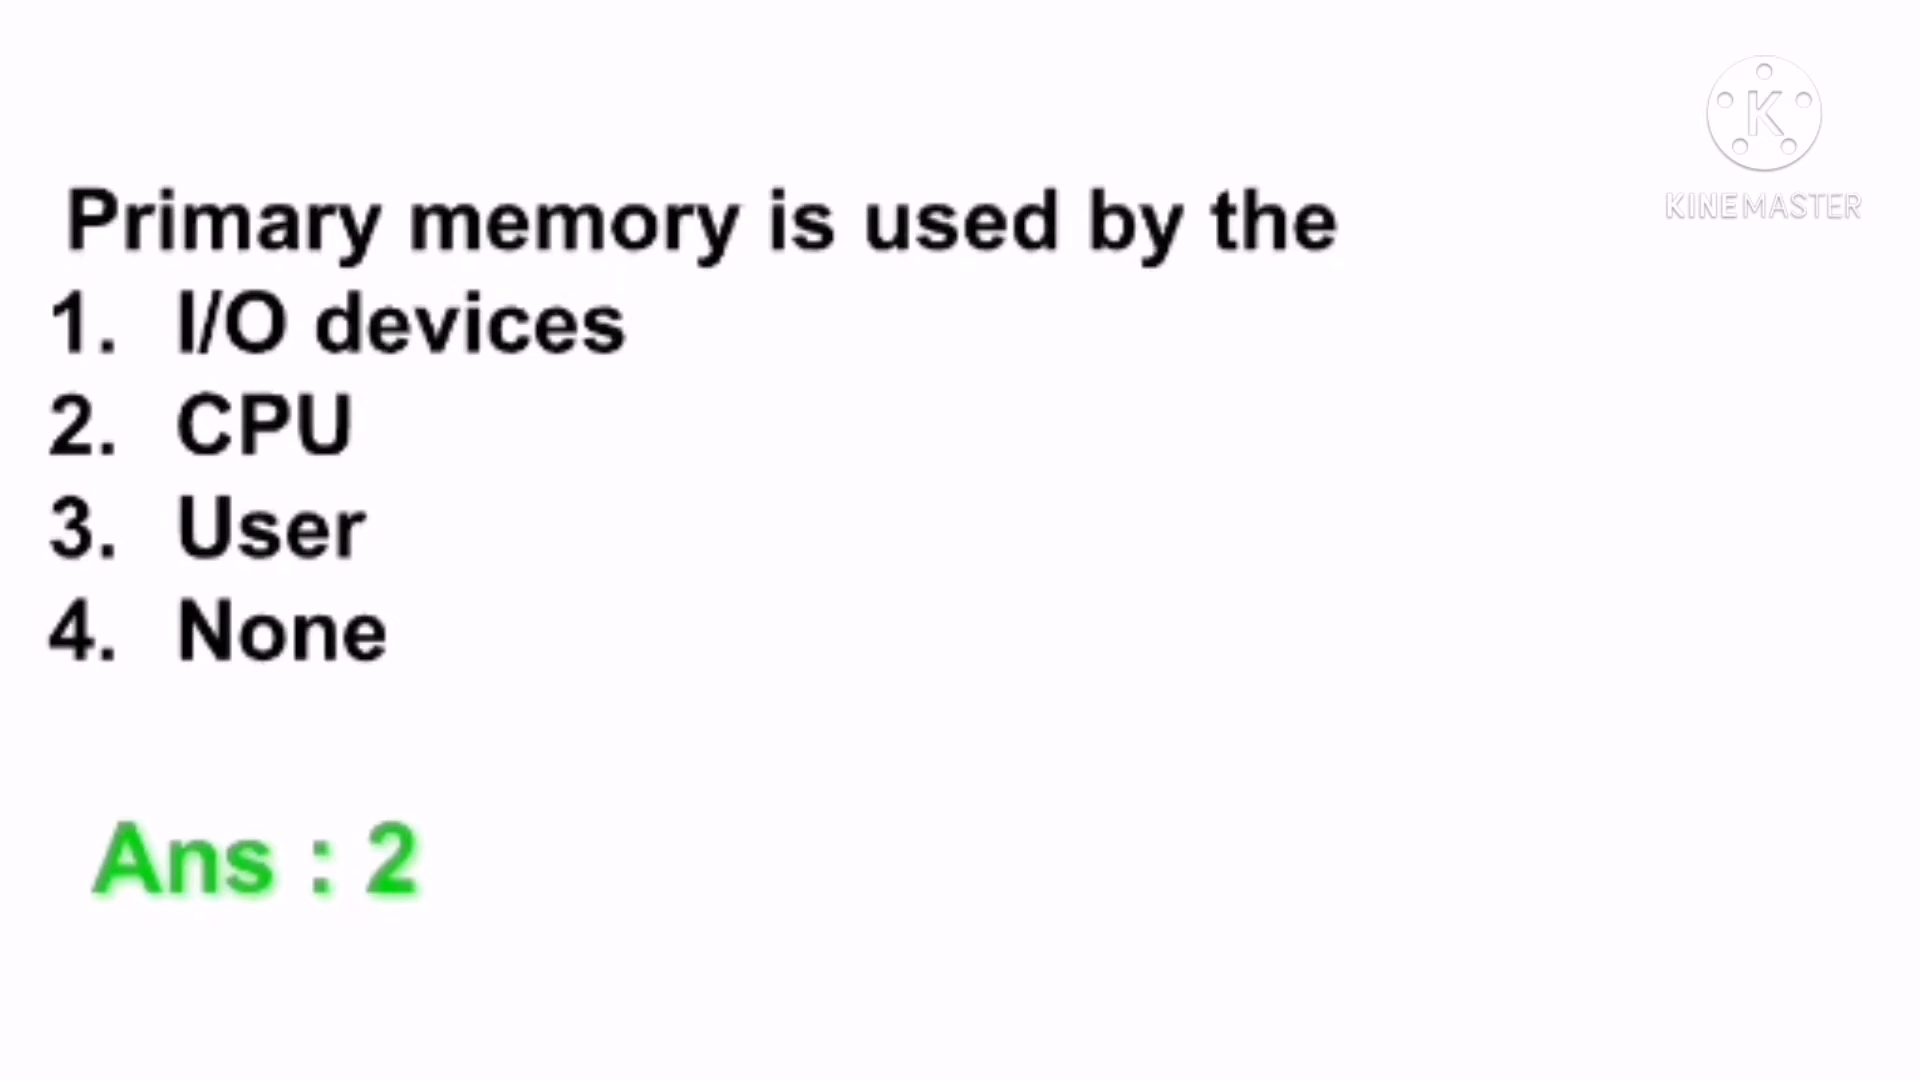 K
KINEMASTER
Primary memory is used by the
1. I/O devices
2. CPU
3. User
4. None
Ans : 2